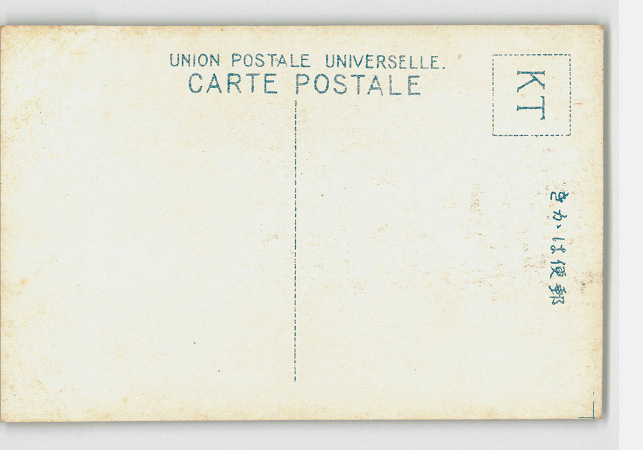 UNION POSTALE UNIVERSELLE.
CARTE POSTALE
KT
郵便はかき